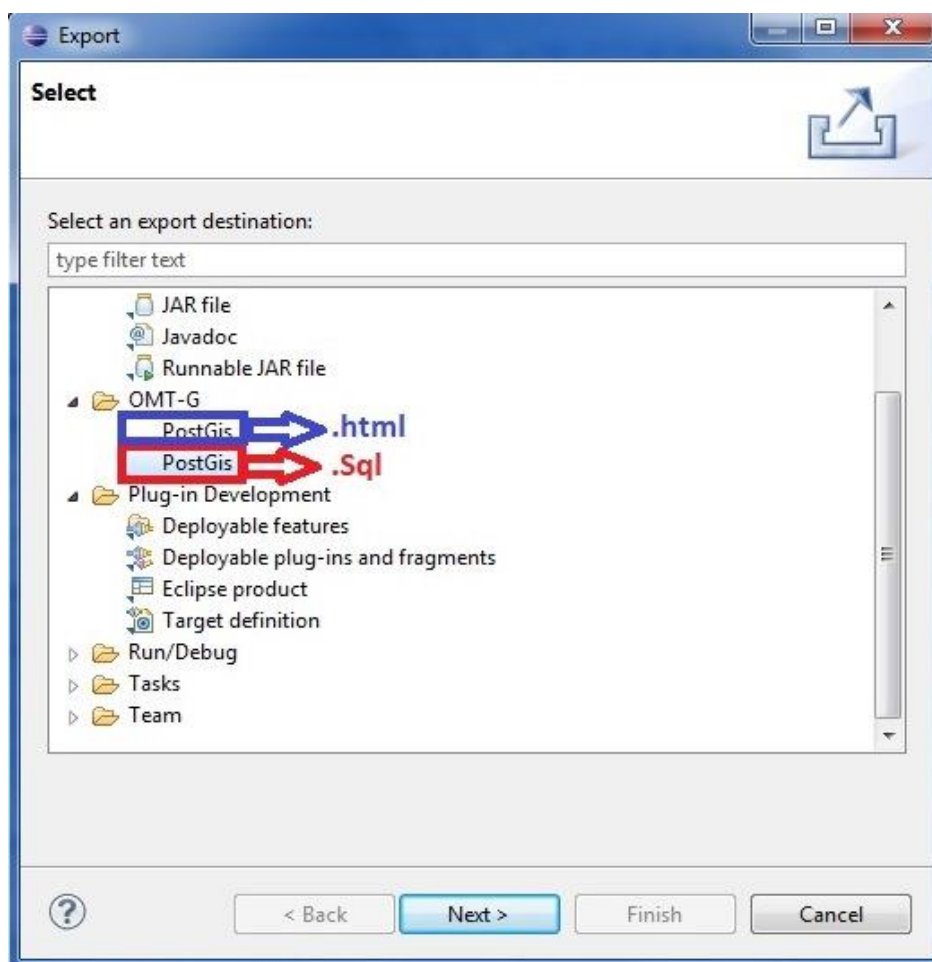 Export
Select
Select an export destination:
type filter text
JAR file
Javadoc
Runnable JAR file
OMT-G
PostGis .html
PostGis .Sql
Plug-in Development
Deployable features
Deployable plug-ins and fragments
Eclipse product
Target definition
Run/Debug
Tasks
Team
? < Back Next > Finish Cancel